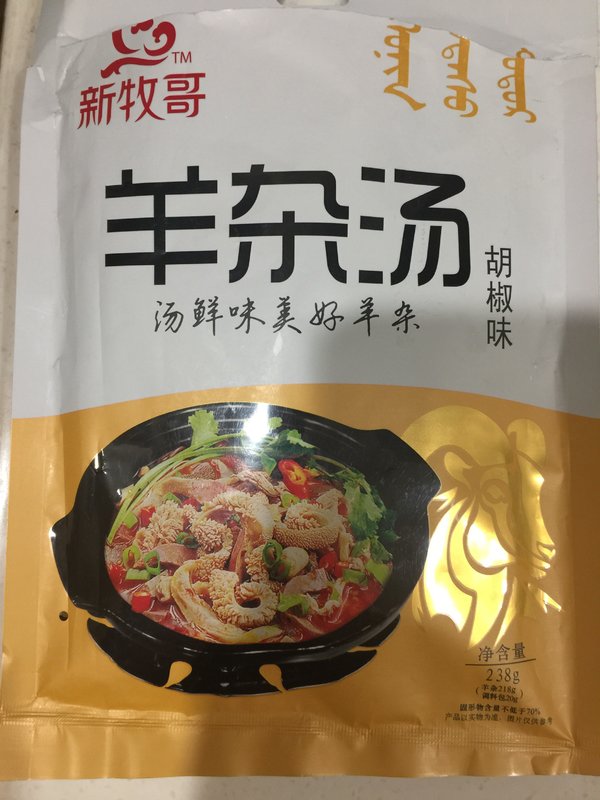 新牧哥
TM
羊杂汤
胡椒味
汤鲜味美好羊杂
净含量
238g
(羊杂218g
调料包20g)
固形物含量不低于70%
产品以实物为准，图片仅供参考